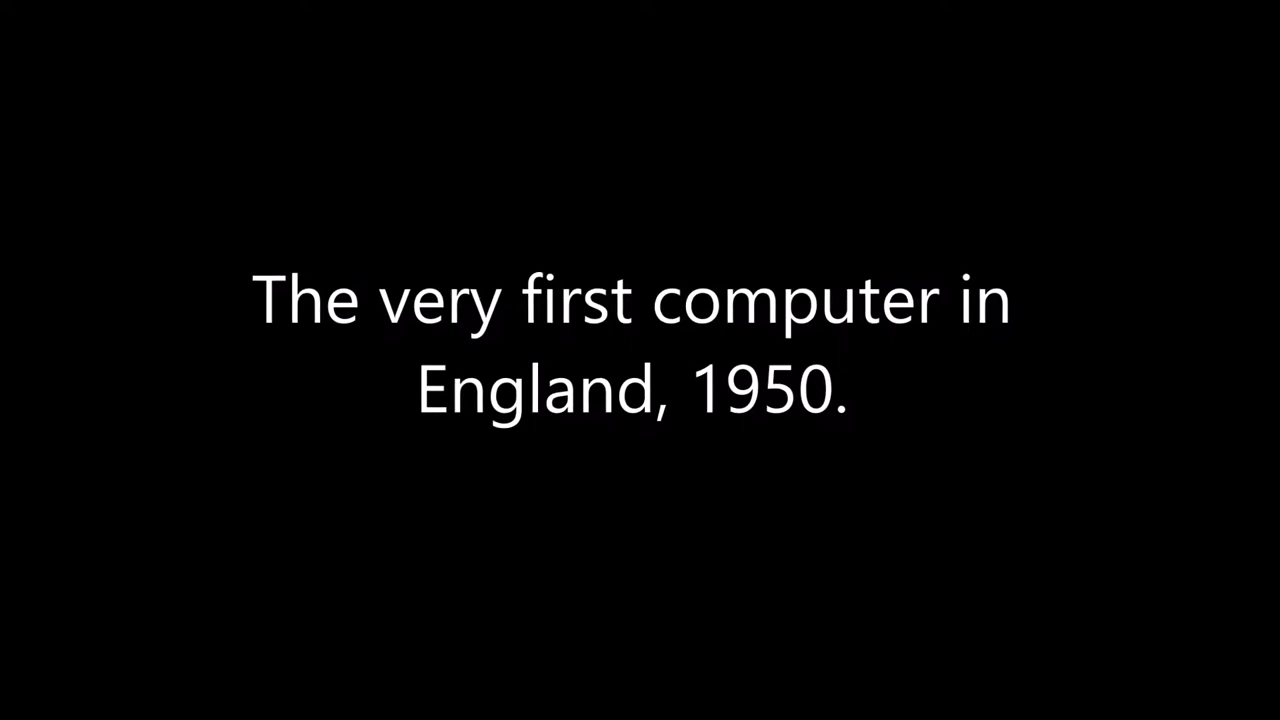 The very first computer in
England, 1950.